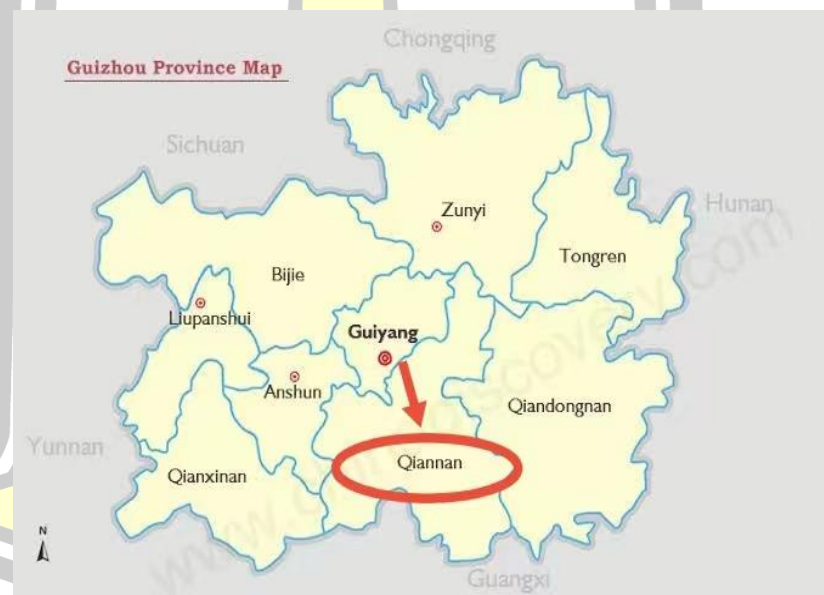 Chongqing
Guizhou Province Map
Sichuan
Hunan
Zunyi
Tongren
Bijie
Liupanshui
Guiyang
Anshun
Qiandongnan
Yunnan
Qianxinan
Qiannan
N
Guangxi